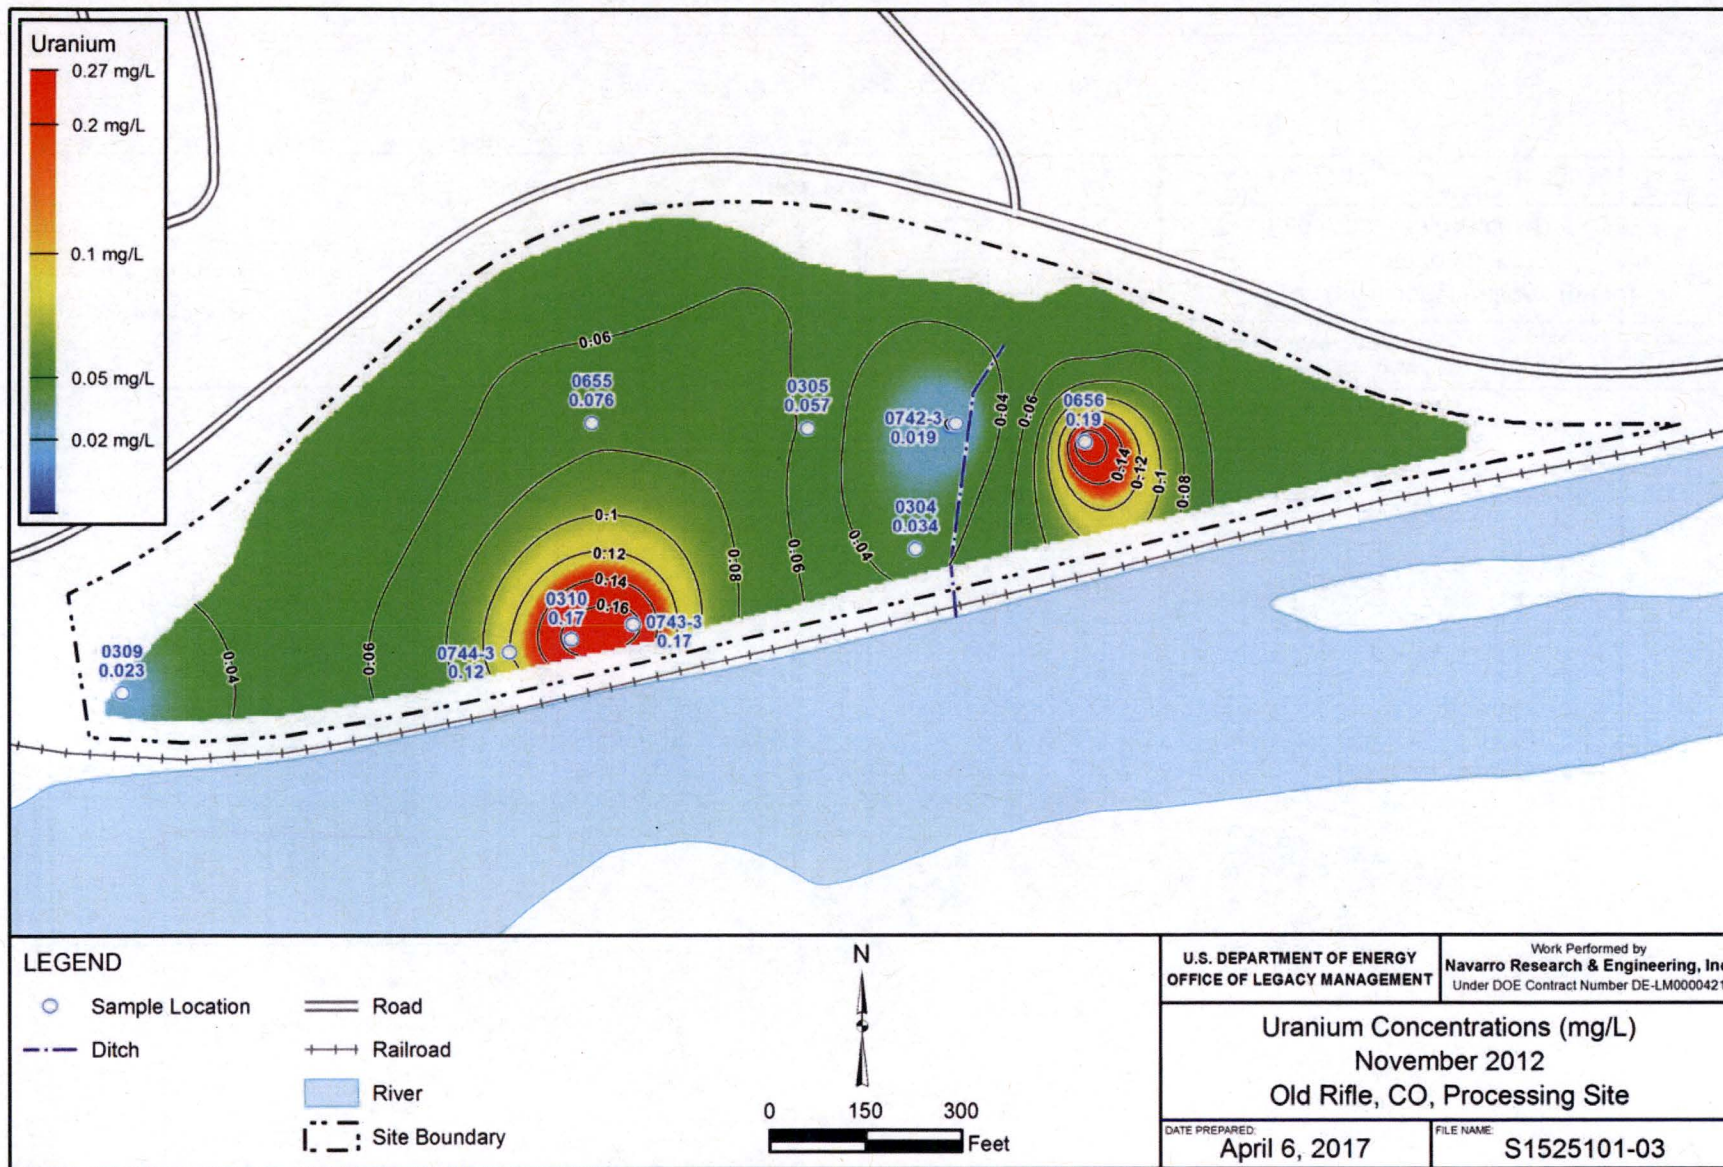 Uranium
0.27 mg/L
0.2 mg/L
0.1 mg/L
0.05 mg/L
0.02 mg/L
0.06
0655
0.076
0305
0.057
0742-3
0.019
0.04
0.06
0656
0.19
0.14
0.12
0.1
0.08
0304
0.034
0.04
0.06
0.08
0.1
0.12
0.14
0.16
0310
0.17
0743-3
0.17
0744-3
0.12
0.06
0.04
0309
0.023
LEGEND
Sample Location
Ditch
Road
Railroad
River
Site Boundary
N
0 150 300
Feet
U.S. DEPARTMENT OF ENERGY
OFFICE OF LEGACY MANAGEMENT
Work Performed by
Navarro Research & Engineering, Inc
Under DOE Contract Number DE-LM0000421
Uranium Concentrations (mg/L)
November 2012
Old Rifle, CO, Processing Site
DATE PREPARED:
April 6, 2017
FILE NAME:
S1525101-03